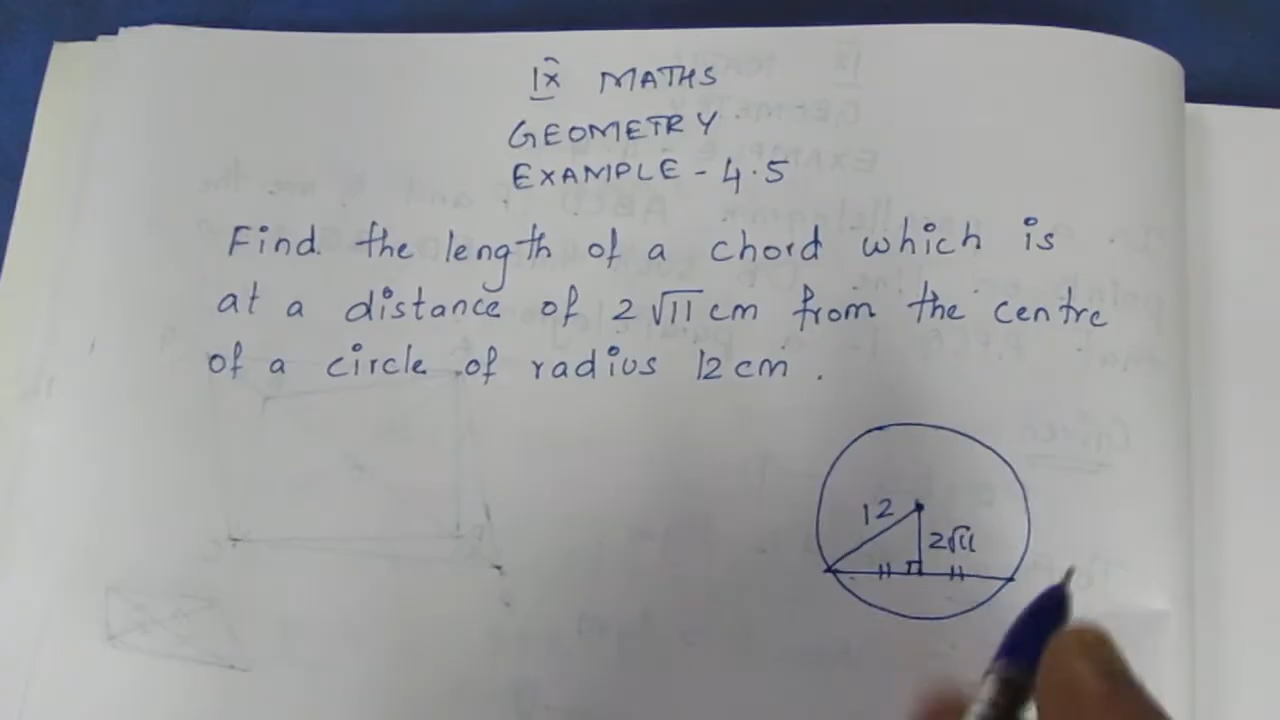 IX MATHS
GEOMETRY
EXAMPLE - 4.5
Find the length of a chord which is
at a distance of 2 √11 cm from the centre
of a circle of radius 12 cm.
12
2√11